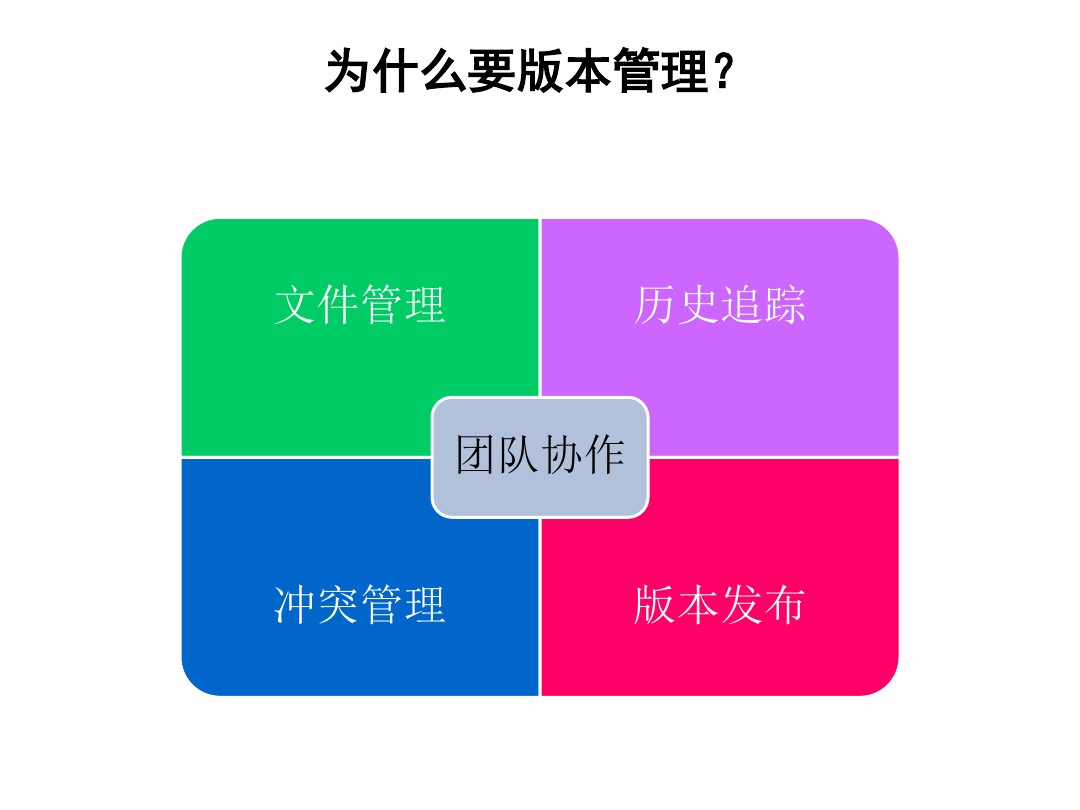 为什么要版本管理？
文件管理
历史追踪
团队协作
冲突管理
版本发布